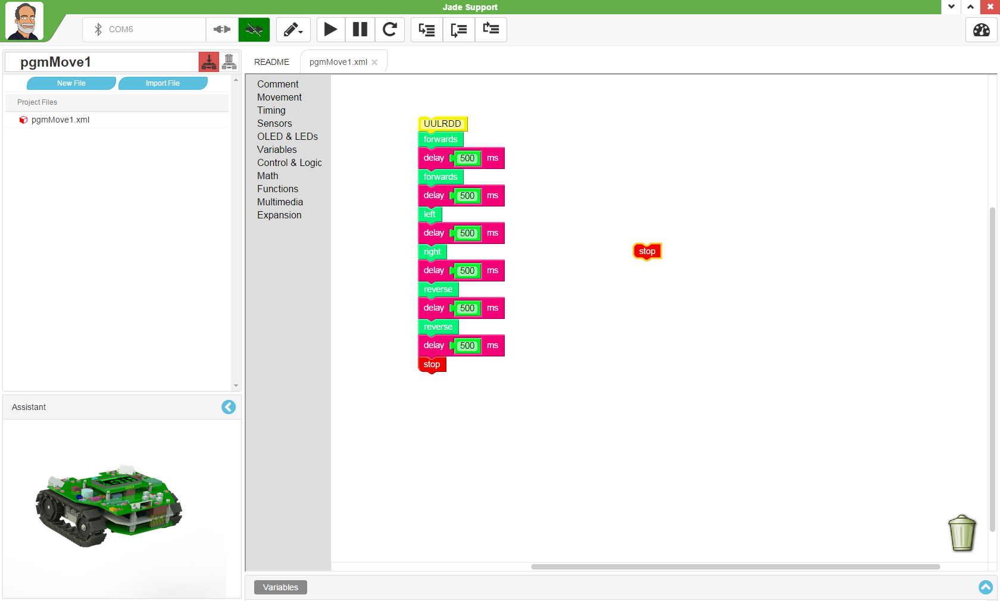 Jade Support
COM6
pgmMove1
New File
Import File
Project Files
pgmMove1.xml
README
pgmMove1.xml
Comment
Movement
Timing
Sensors
OLED & LEDs
Variables
Control & Logic
Math
Functions
Multimedia
Expansion
UULRDD
forwards
delay 500 ms
forwards
delay 500 ms
left
delay 500 ms
right
delay 500 ms
reverse
delay 500 ms
reverse
delay 500 ms
stop
stop
Assistant
Variables